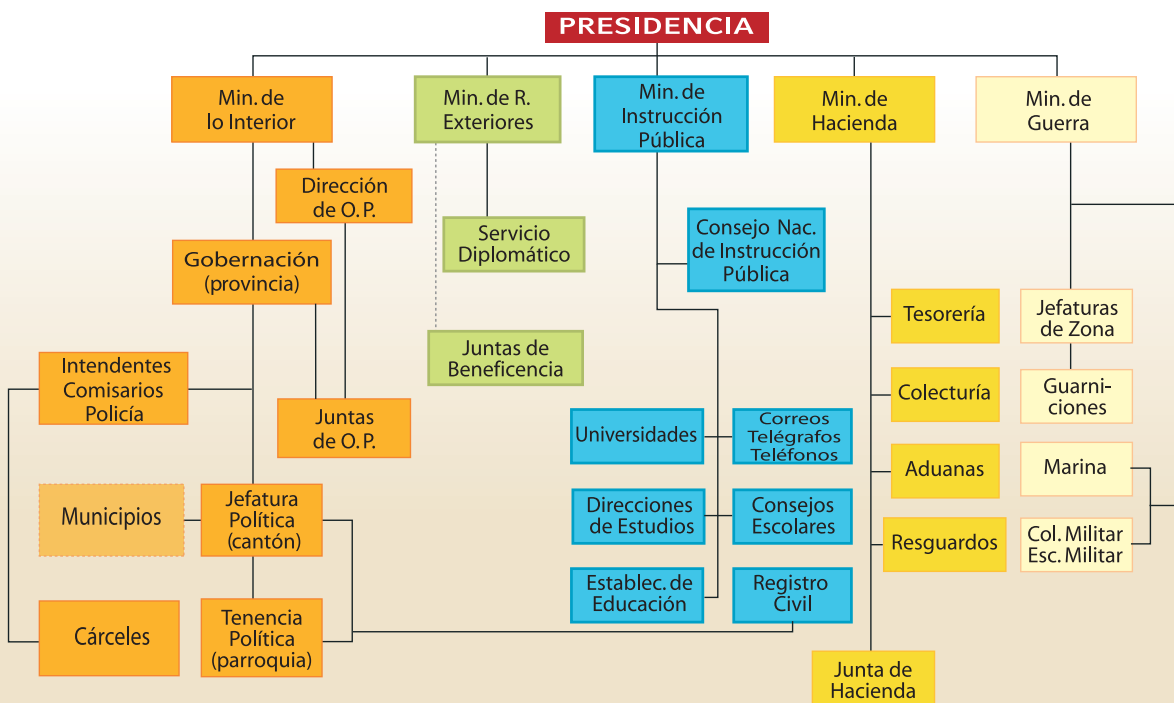 PRESIDENCIA
Min. de
lo Interior
Min. de R.
Exteriores
Min. de
Instrucción
Pública
Min. de
Hacienda
Min. de
Guerra
Dirección
de O. P.
Servicio
Diplomático
Consejo Nac.
de Instrucción
Pública
Gobernación
(provincia)
Tesorería
Jefaturas
de Zona
Juntas de
Beneficencia
Intendentes
Comisarios
Policía
Colecturía
Guarni-
ciones
Juntas
de O. P.
Universidades
Correos
Telégrafos
Teléfonos
Aduanas
Marina
Municipios
Jefatura
Política
(cantón)
Direcciones
de Estudios
Consejos
Escolares
Resguardos
Col. Militar
Esc. Militar
Cárceles
Tenencia
Política
(parroquia)
Establec. de
Educación
Registro
Civil
Junta de
Hacienda